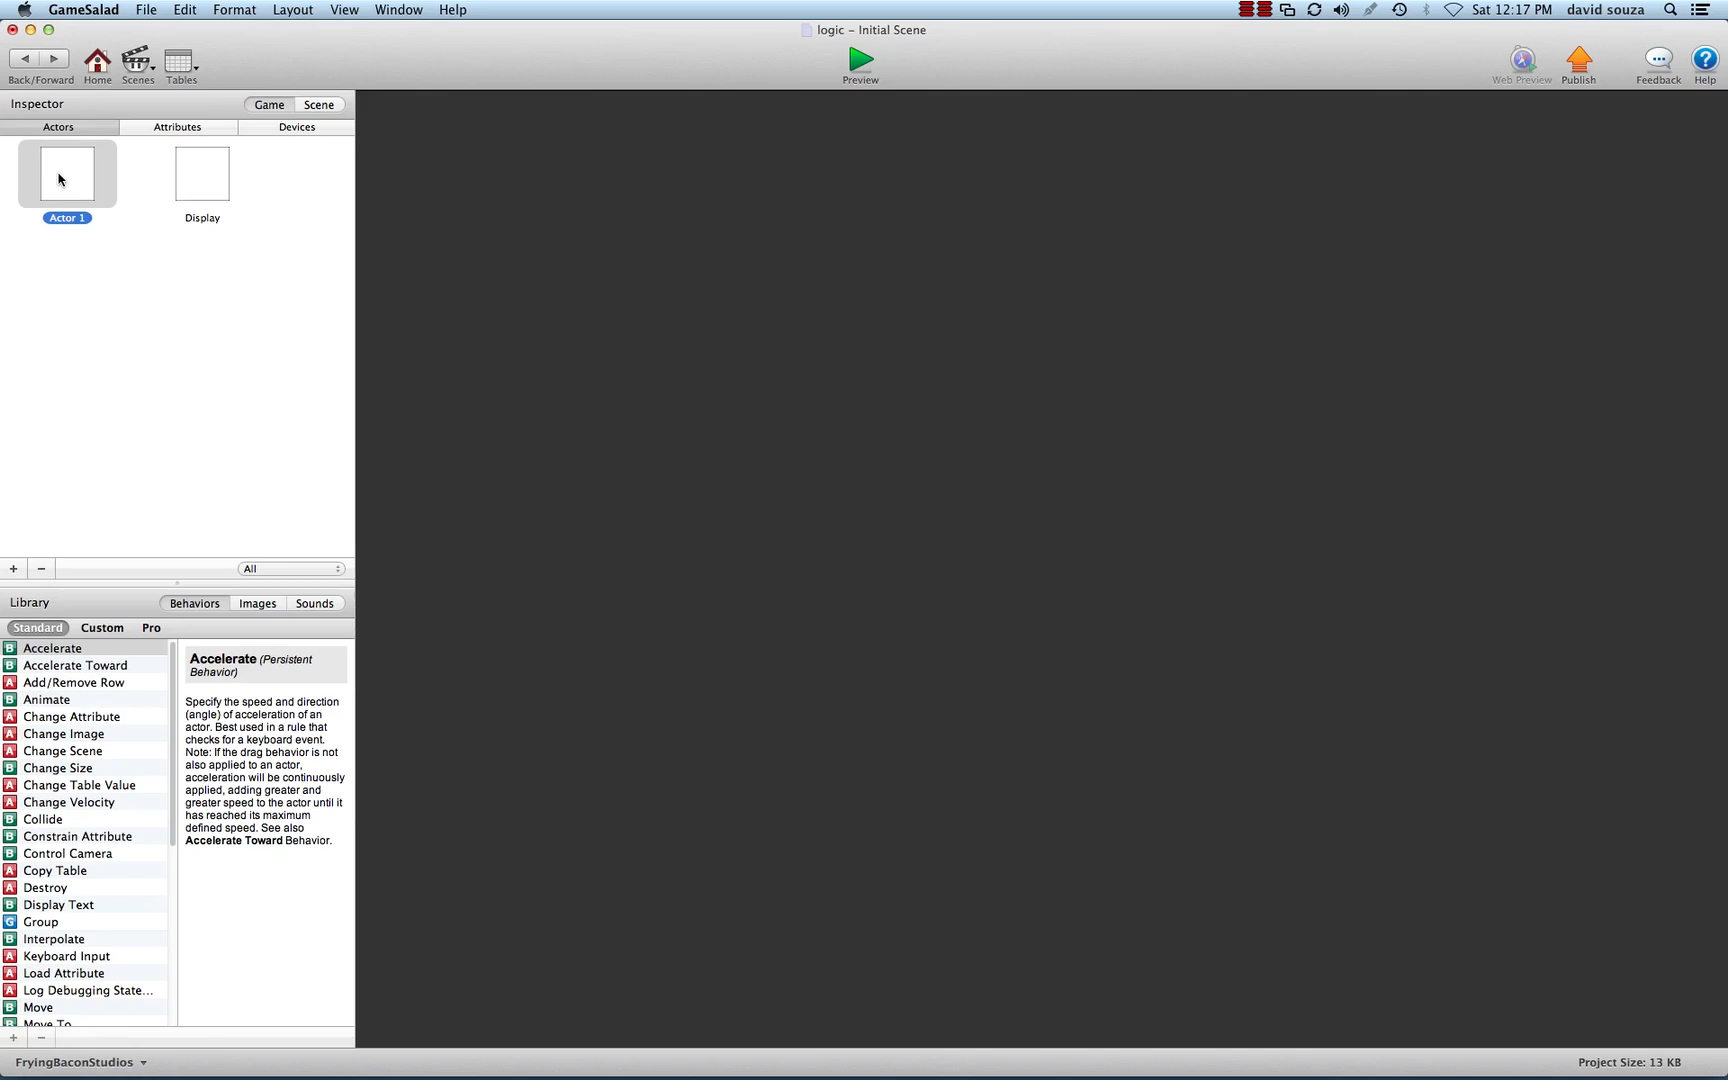 GameSalad File Edit Format Layout View Window Help Sat 12:17 PM david souza
logic – Initial Scene
Back/Forward Home Scenes Tables Preview Web Preview Publish Feedback Help
Inspector Game Scene
Actors Attributes Devices
Actor 1 Display
+ − All
Library Behaviors Images Sounds
Standard Custom Pro
B Accelerate
B Accelerate Toward
A Add/Remove Row
B Animate
A Change Attribute
A Change Image
A Change Scene
B Change Size
A Change Table Value
A Change Velocity
B Collide
B Constrain Attribute
B Control Camera
A Copy Table
A Destroy
B Display Text
G Group
B Interpolate
A Keyboard Input
A Load Attribute
A Log Debugging State...
B Move
B Move To
Accelerate (Persistent
Behavior)
Specify the speed and direction
(angle) of acceleration of an
actor. Best used in a rule that
checks for a keyboard event.
Note: If the drag behavior is not
also applied to an actor,
acceleration will be continuously
applied, adding greater and
greater speed to the actor until it
has reached its maximum
defined speed. See also
Accelerate Toward Behavior.
+ −
FryingBaconStudios Project Size: 13 KB